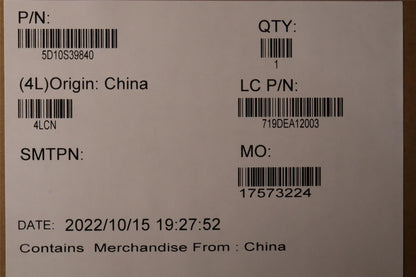 P/N:
QTY:
5D10S39840
1
(4L)Origin: China
LC P/N:
4LCN
719DEA12003
SMTPN:
MO:
17573224
DATE: 2022/10/15 19:27:52
Contains Merchandise From : China